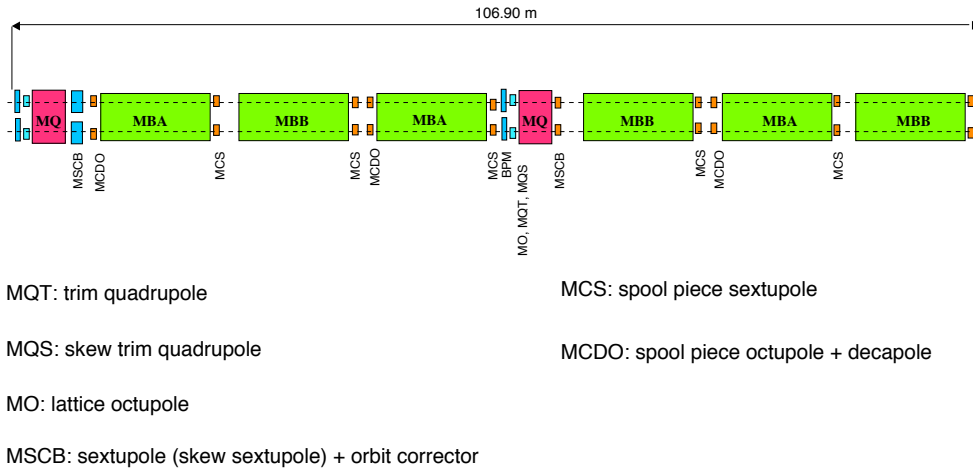 106.90 m
MQ MBA MBB MBA MQ MBB MBA MBB
MSCB MCDO MCS MCS MCDO MCS BPM MO, MQT, MQS MSCB MCS MCDO MCS
MQT: trim quadrupole
MCS: spool piece sextupole
MQS: skew trim quadrupole
MCDO: spool piece octupole + decapole
MO: lattice octupole
MSCB: sextupole (skew sextupole) + orbit corrector